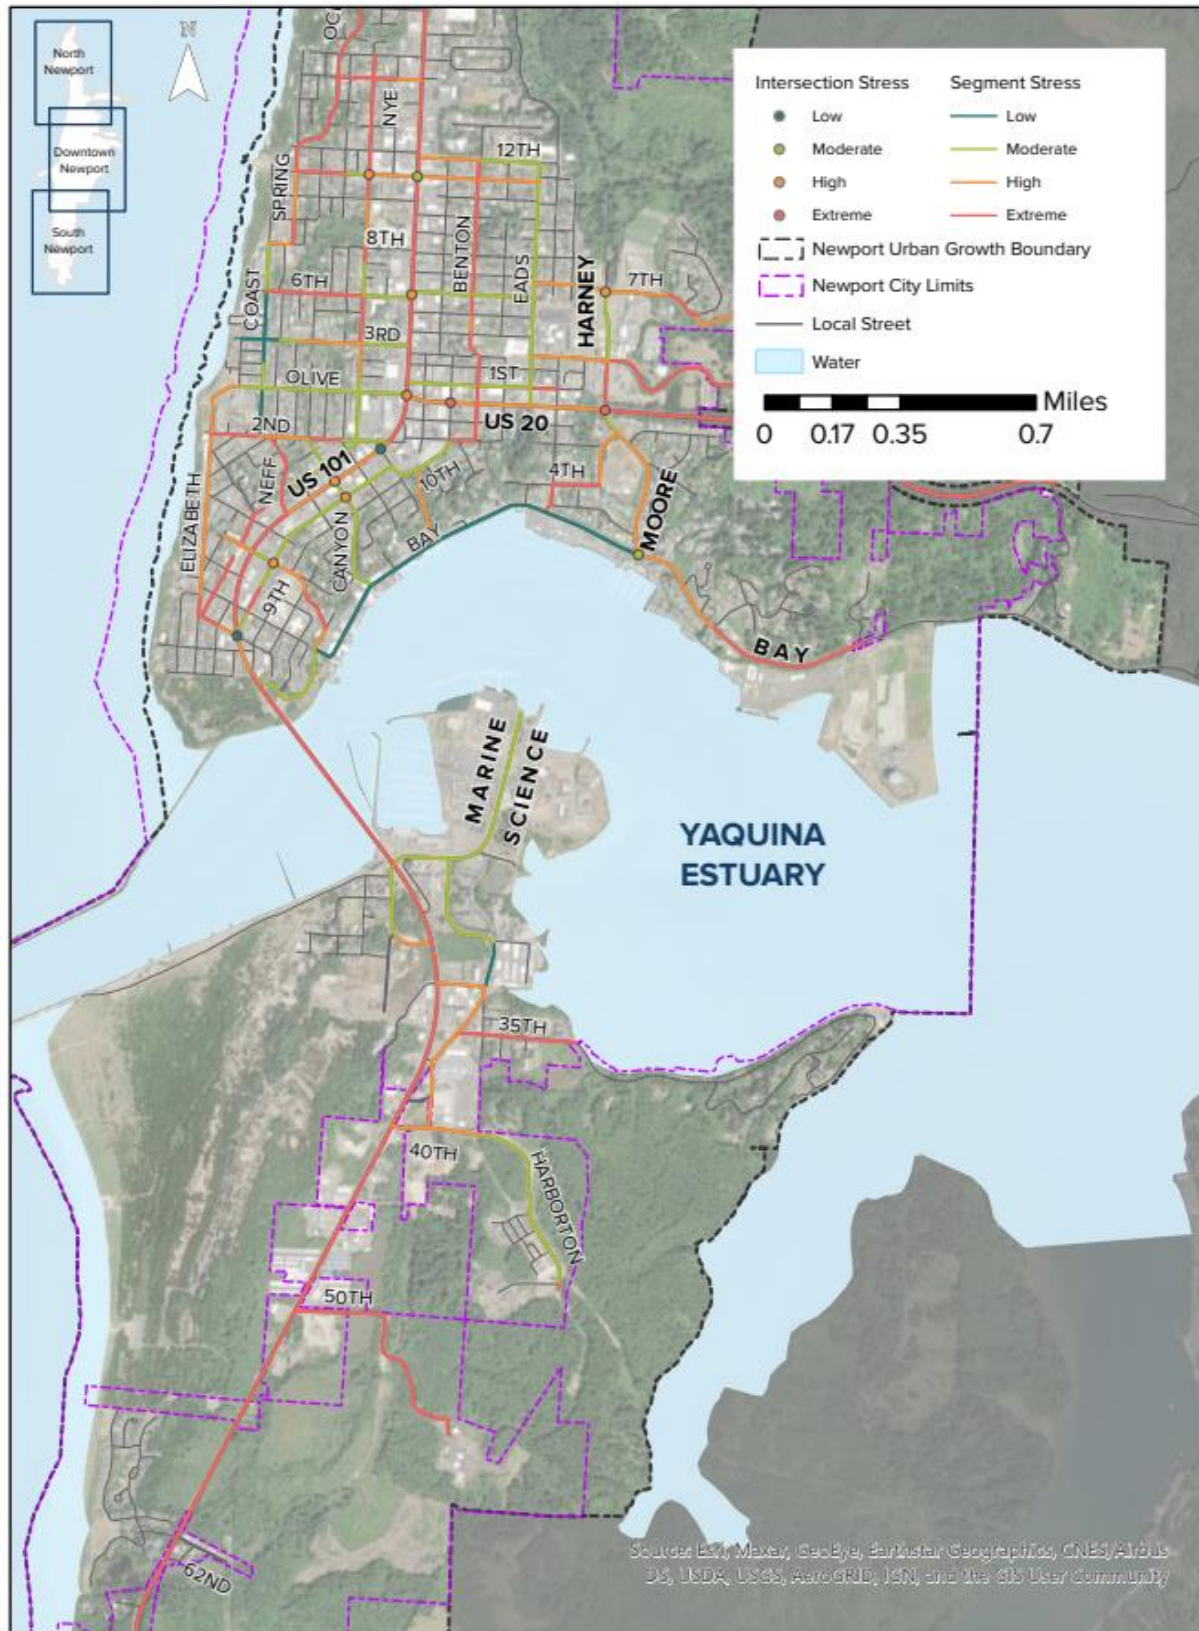 North
Newport
Downtown
Newport
South
Newport
N
Intersection Stress
Low
Moderate
High
Extreme
Segment Stress
Low
Moderate
High
Extreme
Newport Urban Growth Boundary
Newport City Limits
Local Street
Water
Miles
0 0.17 0.35 0.7
NYE
12TH
SPRING
8TH
BENTON
EADS
HARNEY
7TH
6TH
COAST
3RD
OLIVE
1ST
2ND
US 20
US 101
NEFF
10TH
4TH
ELIZABETH
CANYON
BAY
MOORE
9TH
BAY
MARINE
SCIENCE
YAQUINA
ESTUARY
35TH
40TH
HARBORTON
50TH
62ND
Source: Esri, Maxar, GeoEye, Earthstar Geographics, CNES/Airbus
DS, USDA, USGS, AeroGRID, IGN, and the GIS User Community